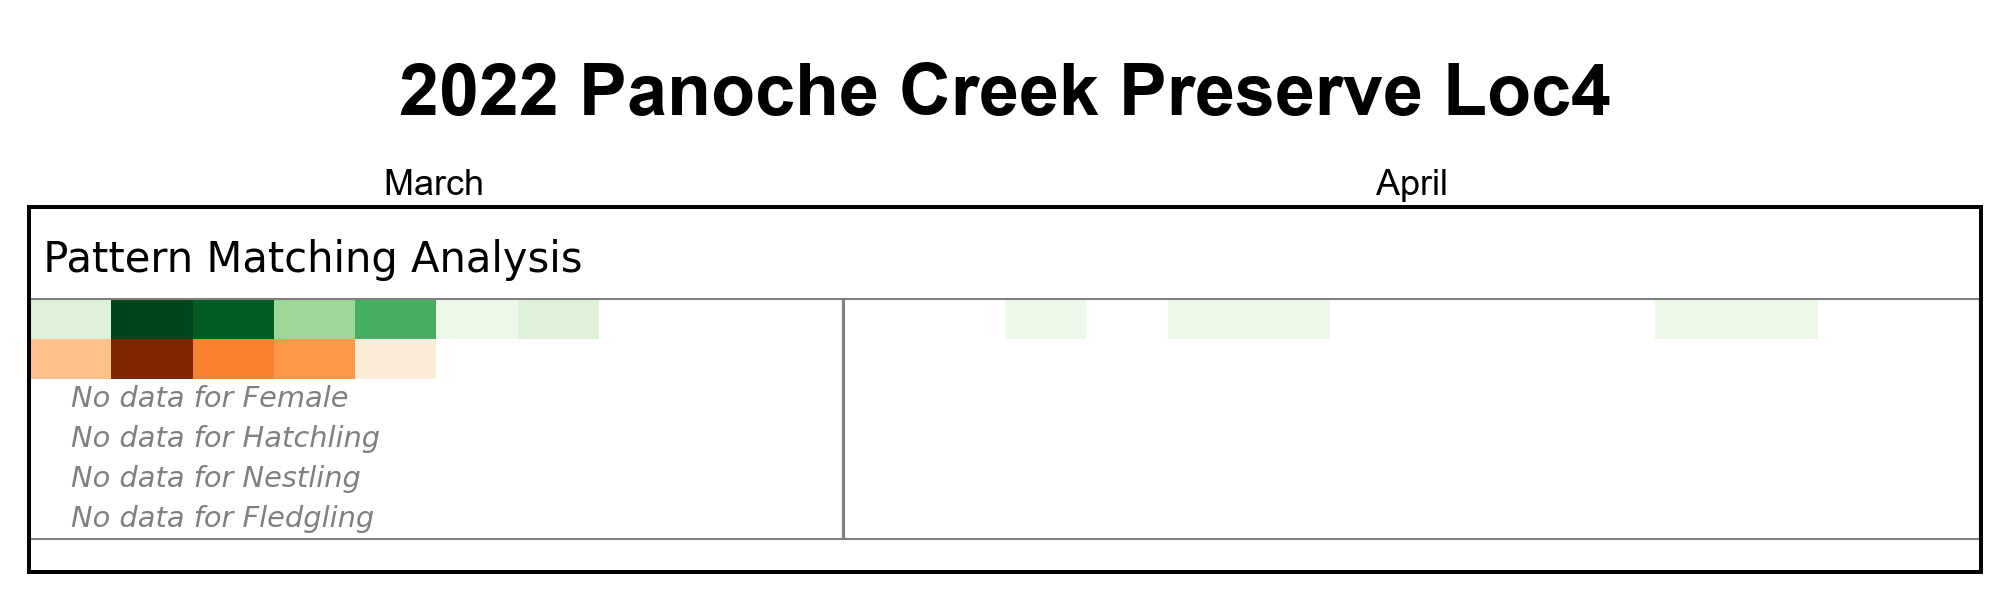 2022 Panoche Creek Preserve Loc4
March April
Pattern Matching Analysis
No data for Female
No data for Hatchling
No data for Nestling
No data for Fledgling